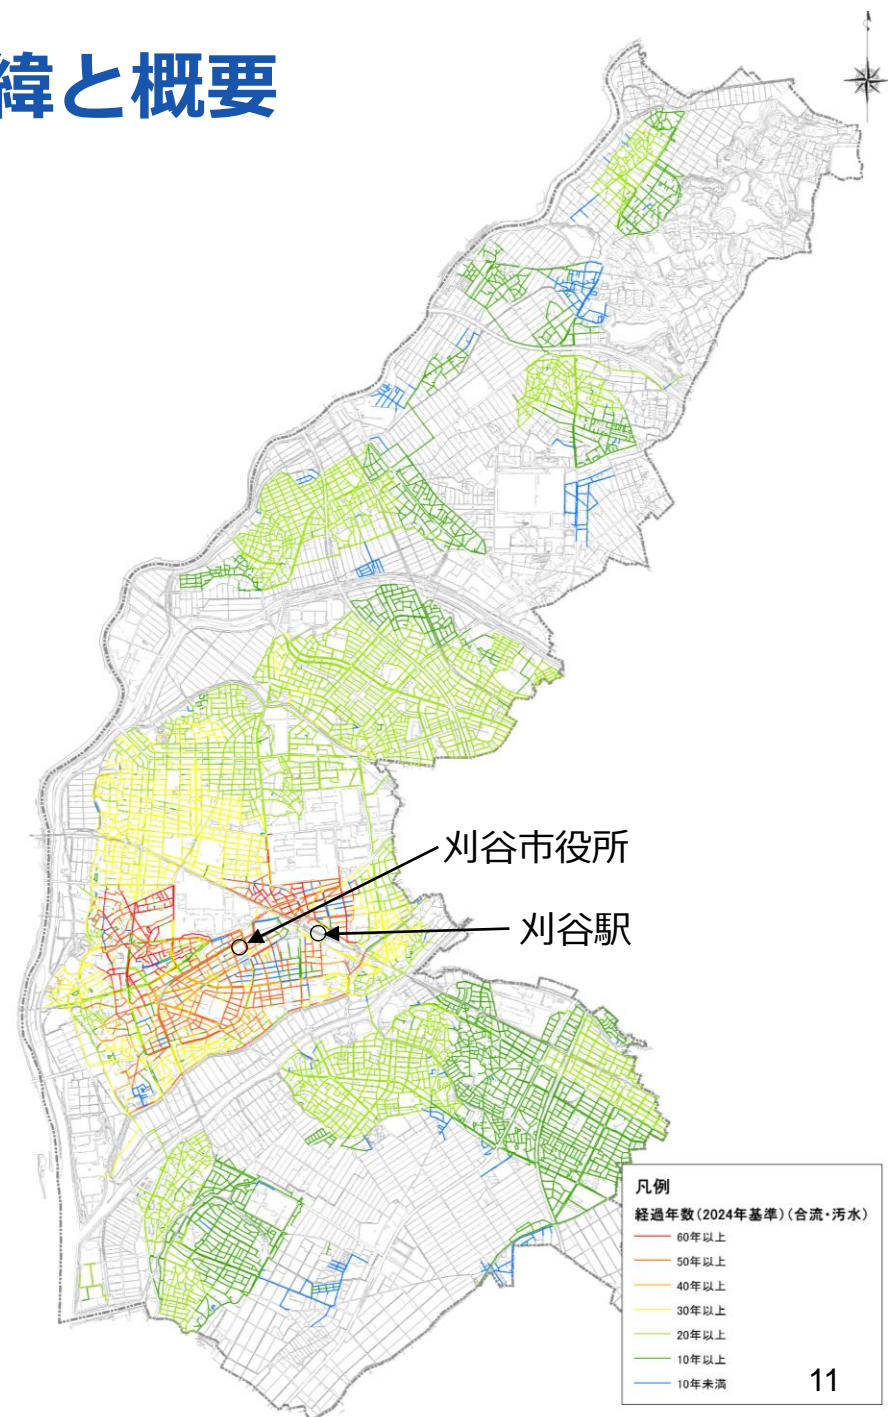 緯と概要
刈谷市役所
刈谷駅
凡例
経過年数(2024年基準)(合流・汚水)
60年以上
50年以上
40年以上
30年以上
20年以上
10年以上
10年未満
11